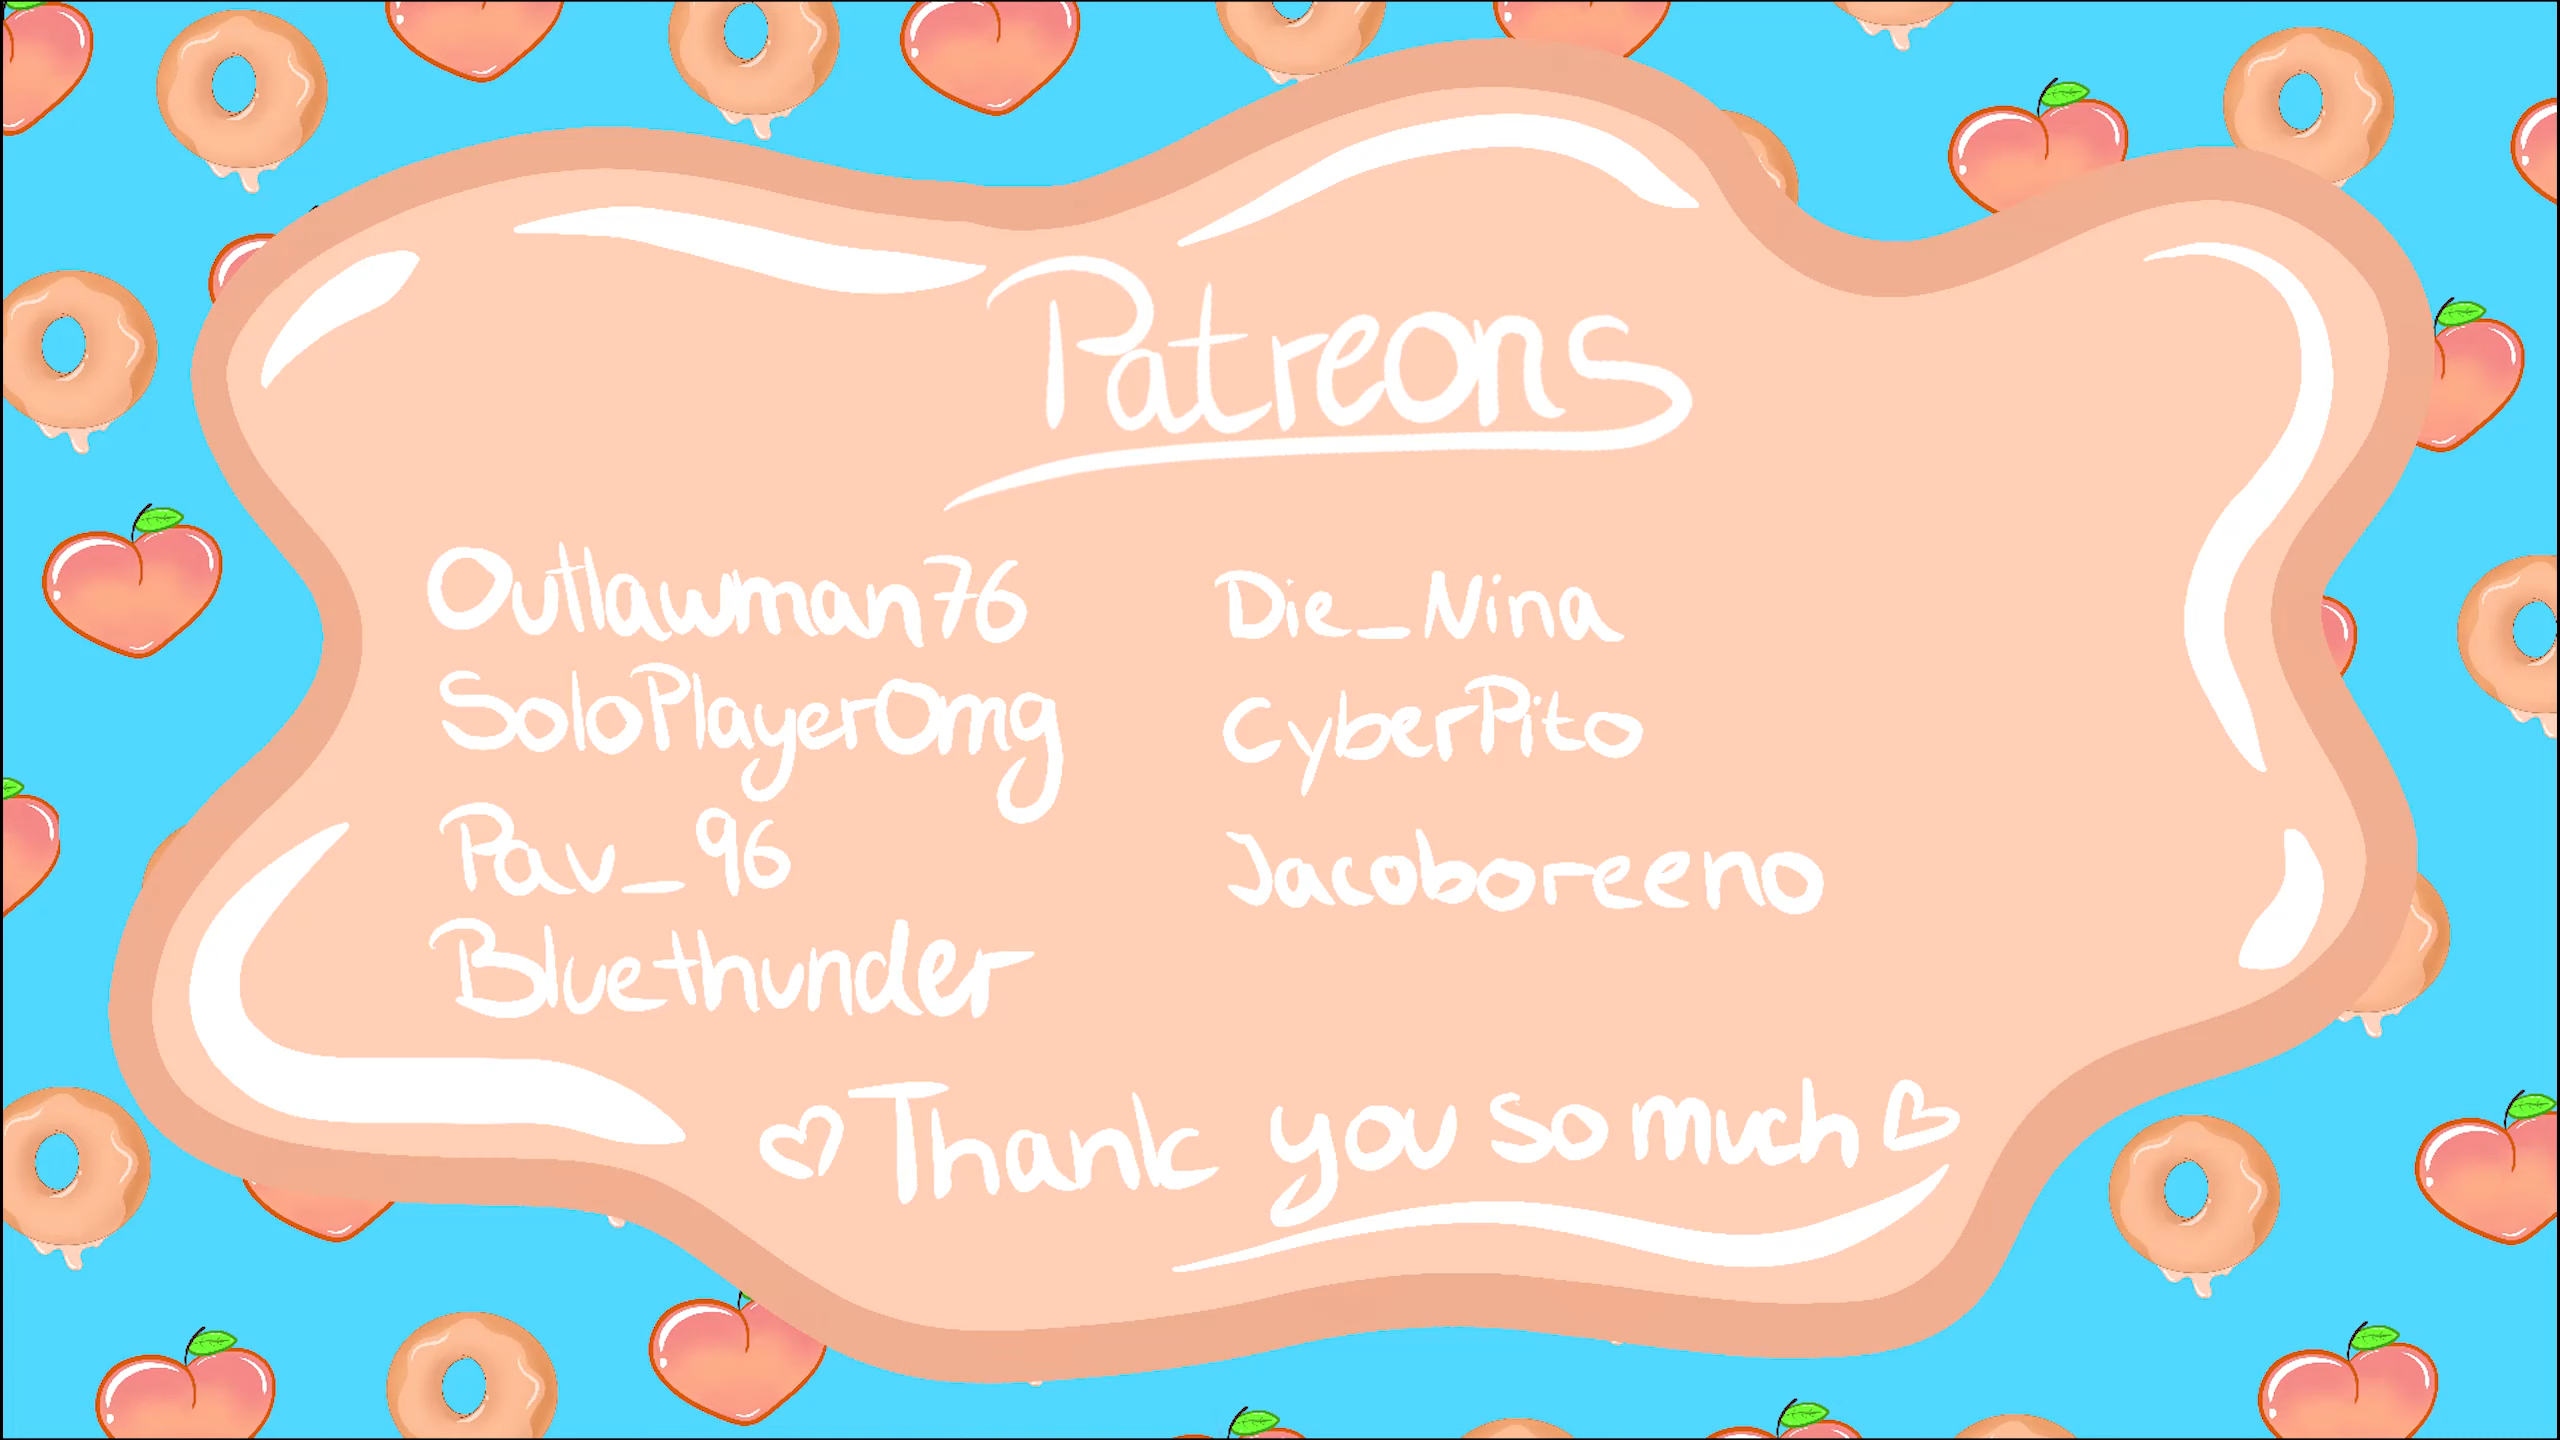 Patreons
Outlawman76
SoloPlayerOmg
Pav_96
Bluethunder
Die_Nina
CyberPito
Jacoboreeno
♡Thank you so much♡